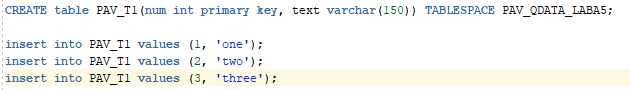 CREATE table PAV_T1(num int primary key, text varchar(150)) TABLESPACE PAV_QDATA_LABA5;
insert into PAV_T1 values (1, 'one');
insert into PAV_T1 values (2, 'two');
insert into PAV_T1 values (3, 'three');